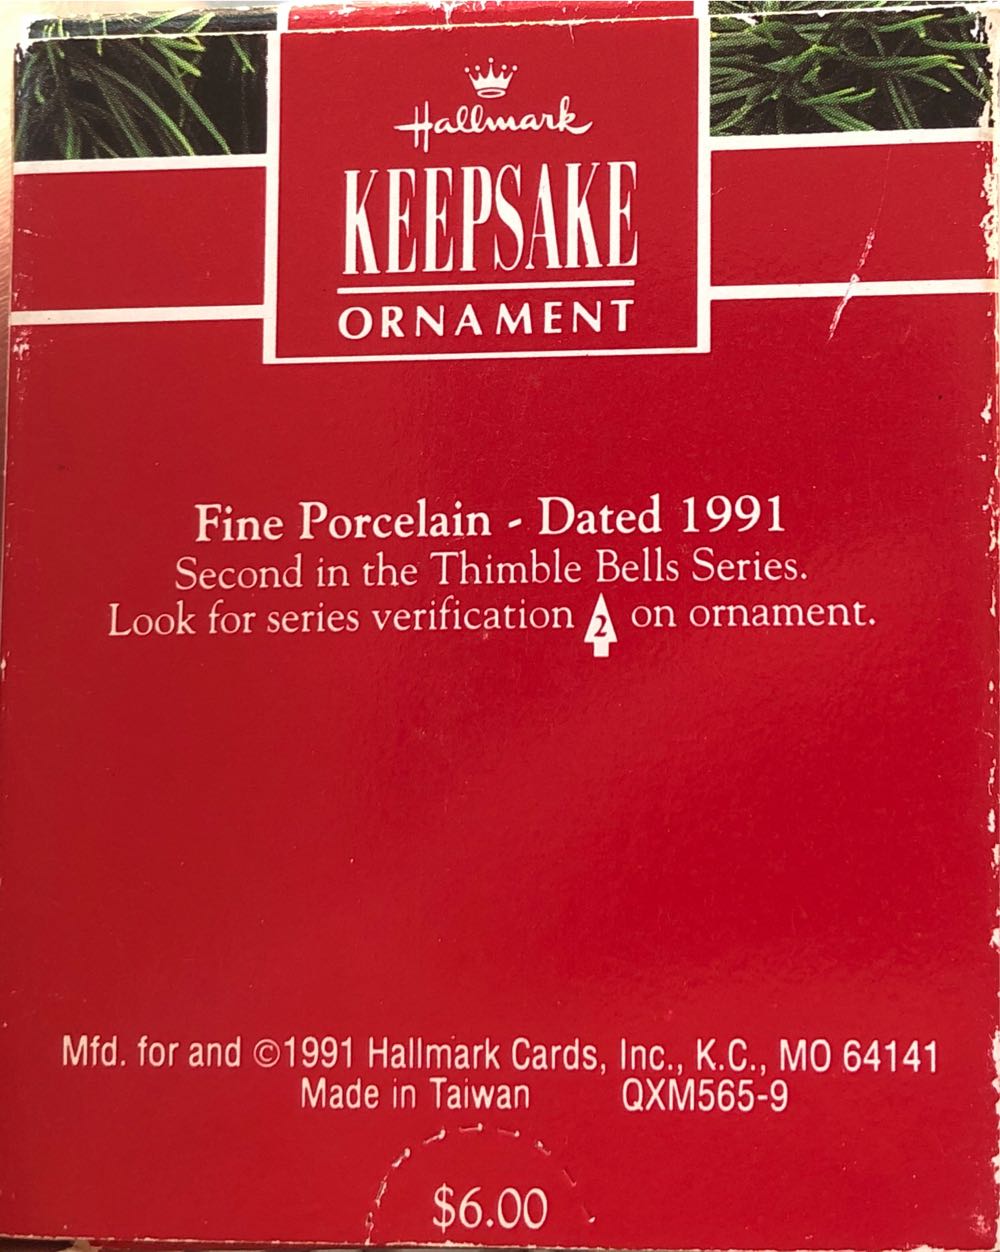 Hallmark
KEEPSAKE
ORNAMENT
Fine Porcelain - Dated 1991
Second in the Thimble Bells Series.
Look for series verification 2 on ornament.
Mfd. for and ©1991 Hallmark Cards, Inc., K.C., MO 64141
Made in Taiwan QXM565-9
$6.00